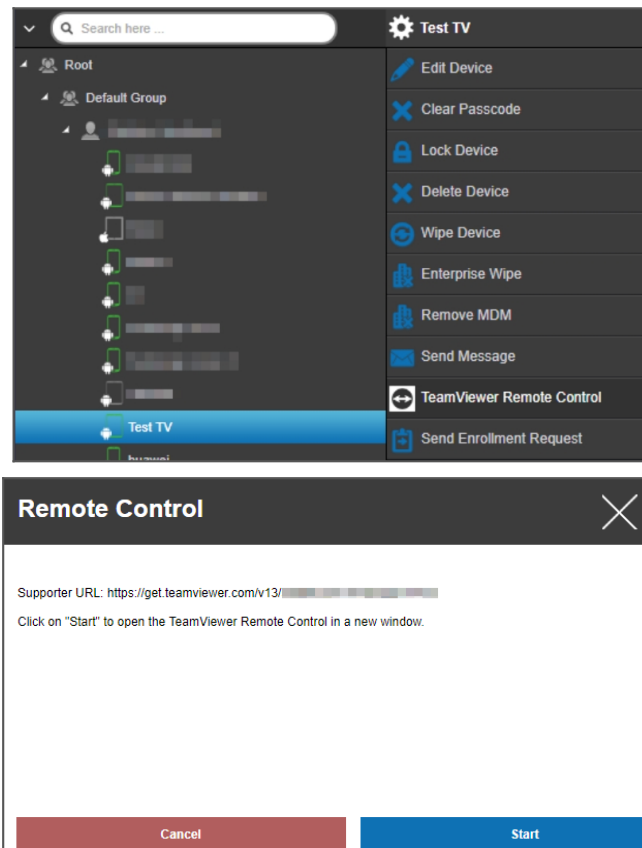 Search here ...
Test TV
Root
Default Group
Test TV
Edit Device
Clear Passcode
Lock Device
Delete Device
Wipe Device
Enterprise Wipe
Remove MDM
Send Message
TeamViewer Remote Control
Send Enrollment Request
Remote Control
Supporter URL: https://get.teamviewer.com/v13/
Click on "Start" to open the TeamViewer Remote Control in a new window.
Cancel
Start